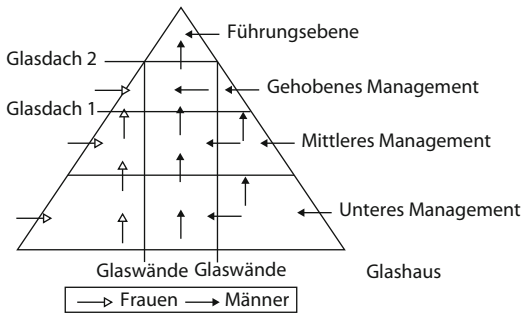 Führungsebene
Glasdach 2
Gehobenes Management
Glasdach 1
Mittleres Management
Unteres Management
Glaswände Glaswände
Glashaus
Frauen Männer